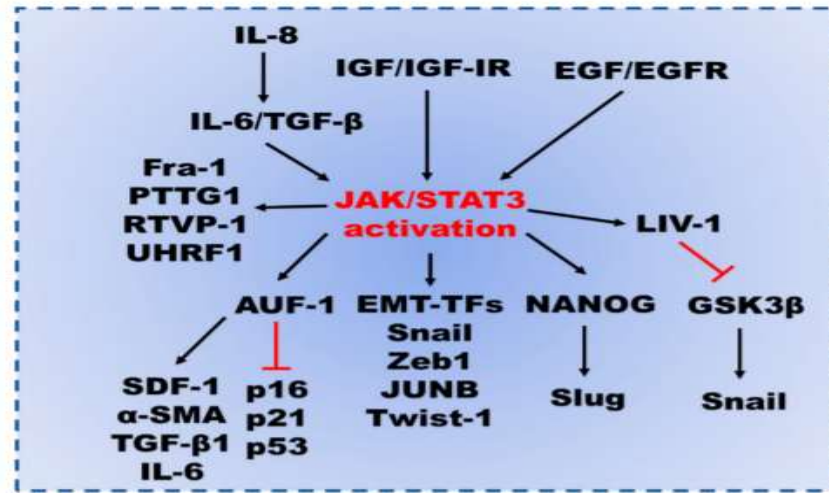 IL-8
IGF/IGF-IR
EGF/EGFR
IL-6/TGF-β
Fra-1
PTTG1
RTVP-1
UHRF1
JAK/STAT3
activation
LIV-1
AUF-1
EMT-TFs
Snail
Zeb1
JUNB
Twist-1
NANOG
GSK3β
SDF-1
α-SMA
TGF-β1
IL-6
p16
p21
p53
Slug
Snail